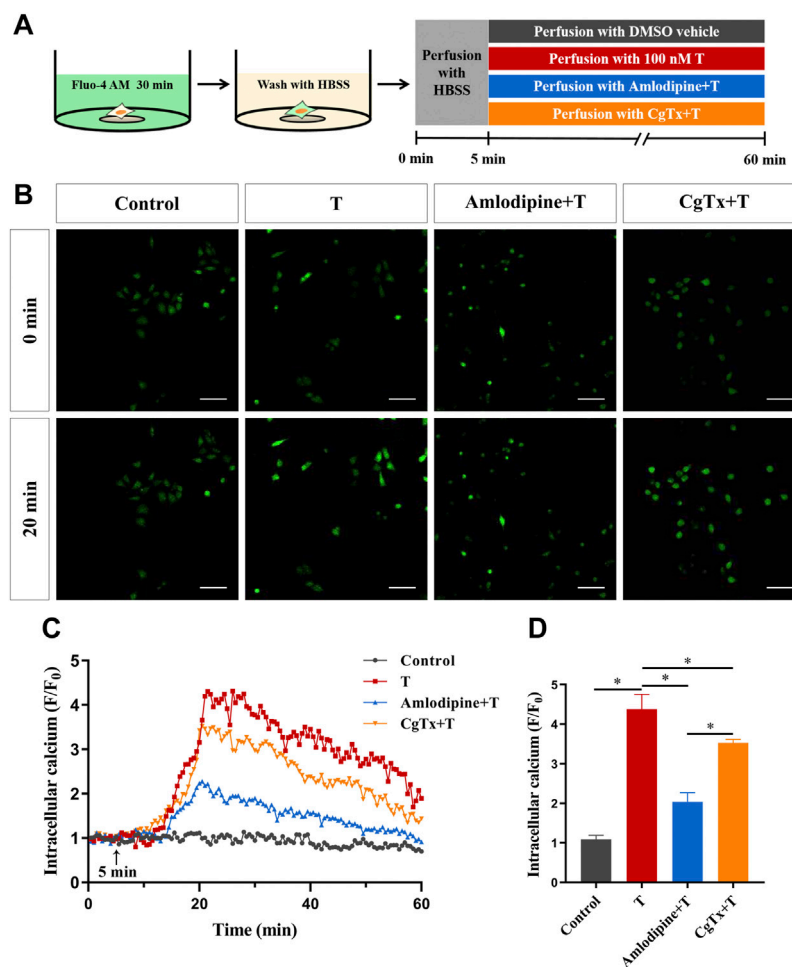 A
Fluo-4 AM 30 min
Wash with HBSS
Perfusion
with
HBSS
Perfusion with DMSO vehicle
Perfusion with 100 nM T
Perfusion with Amlodipine+T
Perfusion with CgTx+T
0 min
5 min
60 min
B
Control
T
Amlodipine+T
CgTx+T
0 min
20 min
C
Intracellular calcium (F/F0)
5
4
3
2
1
0
5 min
0
20
40
60
Time (min)
Control
T
Amlodipine+T
CgTx+T
D
Intracellular calcium (F/F0)
5
4
3
2
1
0
*
*
*
*
Control
T
Amlodipine+T
CgTx+T